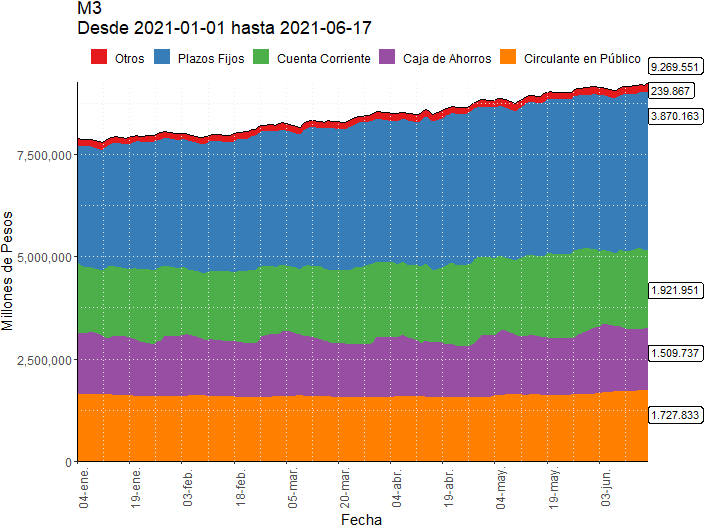 M3
Desde 2021-01-01 hasta 2021-06-17
Otros Plazos Fijos Cuenta Corriente Caja de Ahorros Circulante en Público
9.269.551
239.867
3.870.163
7,500,000
5,000,000
1.921.951
2,500,000
1.509.737
1.727.833
0
Millones de Pesos
04-ene. 19-ene. 03-feb. 18-feb. 05-mar. 20-mar. 04-abr. 19-abr. 04-may. 19-may. 03-jun.
Fecha